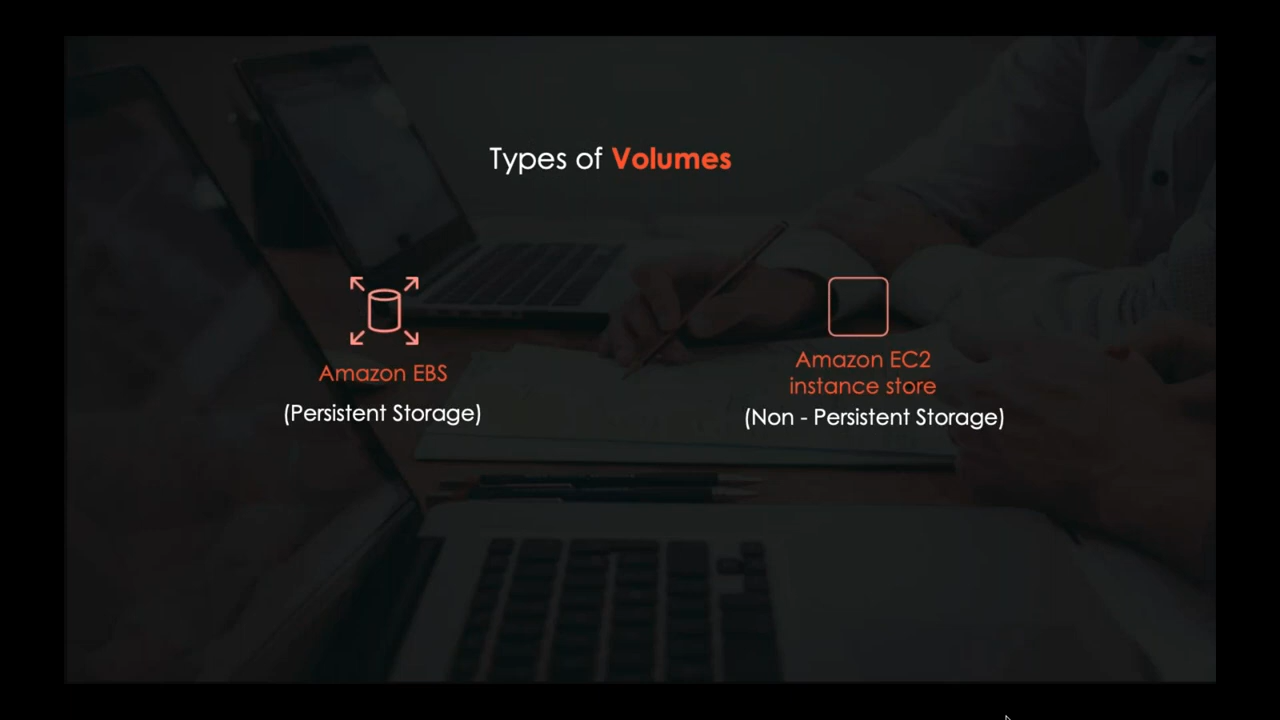 Types of Volumes
Amazon EBS
(Persistent Storage)
Amazon EC2
instance store
(Non - Persistent Storage)